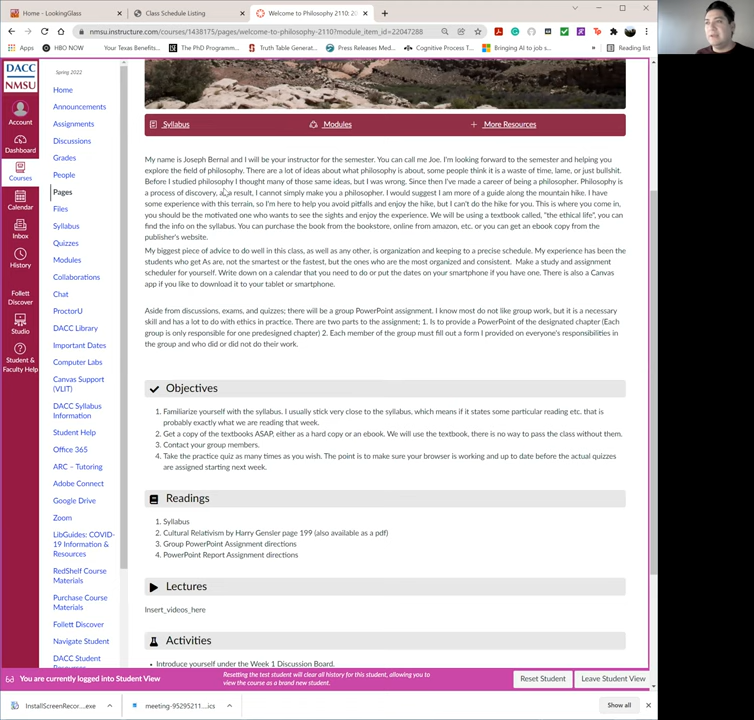 Home - LookingGlass
Class Schedule Listing
Welcome to Philosophy 2110: 20
nmsu.instructure.com/courses/1438175/pages/welcome-to-philosophy-2110?module_item_id=22047288
Apps
HBO NOW
Your Texas Benefits...
The PHP Programm...
Truth Table Generat...
Press Releases Med...
Cognitive Process T...
Bringing AI to job s...
Reading list
DACC
NMSU
Account
Dashboard
Courses
Calendar
Inbox
History
Follett
Discover
Studio
Student &
Faculty Help
Spring 2022
Home
Announcements
Assignments
Discussions
Grades
People
Pages
Files
Syllabus
Quizzes
Modules
Collaborations
Chat
ProctorU
DACC Library
Important Dates
Computer Labs
Canvas Support
(VLIT)
DACC Syllabus
Information
Student Help
Office 365
ARC – Tutoring
Adobe Connect
Google Drive
Zoom
LibGuides: COVID-
19 Information &
Resources
RedShelf Course
Materials
Purchase Course
Materials
Follett Discover
Navigate Student
DACC Student
Syllabus
Modules
More Resources
My name is Joseph Bernal and I will be your instructor for the semester. You can call me Joe. I'm looking forward to the semester and helping you
explore the field of philosophy. There are a lot of ideas about what philosophy is about, some people think it is a waste of time, lame, or just bullshit.
Before I studied philosophy I thought many of those same ideas, but I was wrong. Since then I've made a career of being a philosopher. Philosophy is
a process of discovery, as a result, I cannot simply make you a philosopher. I would suggest I am more of a guide along the mountain hike. I have
some experience with this terrain, so I'm here to help you avoid pitfalls and enjoy the hike, but I can't do the hike for you. This is where you come in,
you should be the motivated one who wants to see the sights and enjoy the experience. We will be using a textbook called, "the ethical life", you can
find the info on the syllabus. You can purchase the book from the bookstore, online from amazon, etc. or you can get an ebook copy from the
publisher's website.
My biggest piece of advice to do well in this class, as well as any other, is organization and keeping to a precise schedule. My experience has been the
students who get As are, not the smartest or the fastest, but the ones who are the most organized and consistent. Make a study and assignment
scheduler for yourself. Write down on a calendar that you need to do or put the dates on your smartphone if you have one. There is also a Canvas
app if you like to download it to your tablet or smartphone.
Aside from discussions, exams, and quizzes; there will be a group PowerPoint assignment. I know most do not like group work, but it is a necessary
skill and has a lot to do with ethics in practice. There are two parts to the assignment; 1. Is to provide a PowerPoint of the designated chapter (Each
group is only responsible for one predesigned chapter) 2. Each member of the group must fill out a form I provided on everyone's responsibilities in
the group and who did or did not do their work.
Objectives
1. Familiarize yourself with the syllabus. I usually stick very close to the syllabus, which means if it states some particular reading etc. that is
probably exactly what we are reading that week.
2. Get a copy of the textbooks ASAP, either as a hard copy or an ebook. We will use the textbook, there is no way to pass the class without them.
3. Contact your group members.
4. Take the practice quiz as many times as you wish. The point is to make sure your browser is working and up to date before the actual quizzes
are assigned starting next week.
Readings
1. Syllabus
2. Cultural Relativism by Harry Gensler page 199 (also available as a pdf)
3. Group PowerPoint Assignment directions
4. PowerPoint Report Assignment directions
Lectures
Insert_videos_here
Activities
• Introduce yourself under the Week 1 Discussion Board.
You are currently logged into Student View
Resetting the test student will clear all history for this student, allowing you to
view the course as a brand new student.
Reset Student
Leave Student View
InstallScreenRecor....exe
meeting-95295211....ics
Show all